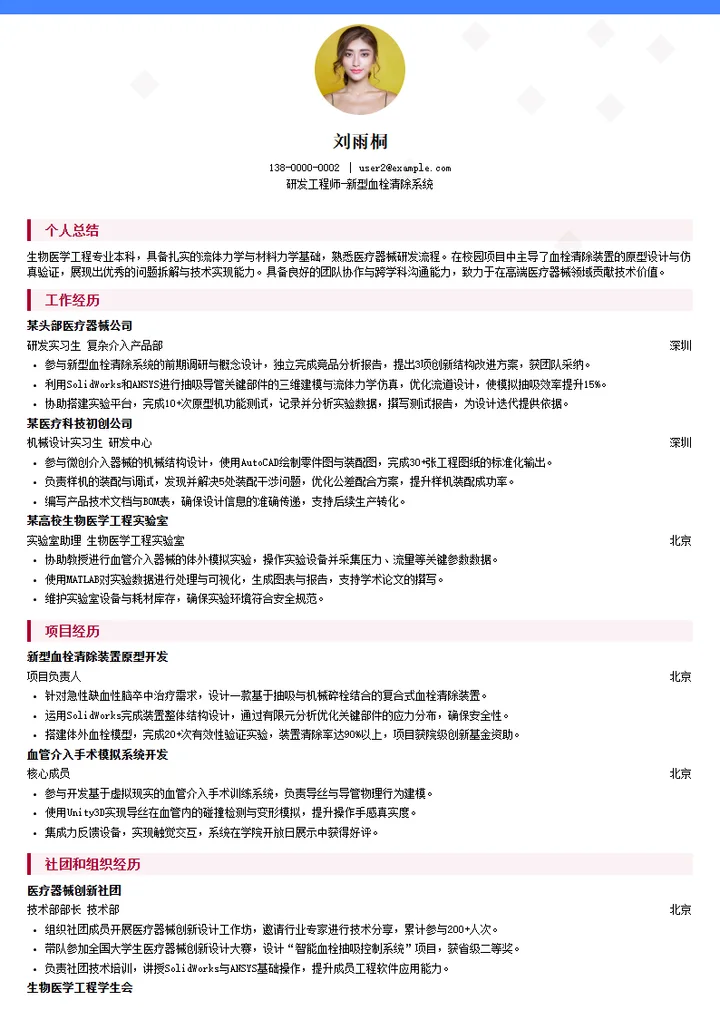 刘雨桐
138-0000-0002 | user2@example.com
研发工程师-新型血栓清除系统
个人总结
生物医学工程专业本科，具备扎实的流体力学与材料力学基础，熟悉医疗器械研发流程。在校园项目中主导了血栓清除装置的原型设计与仿
真验证，展现出优秀的问题拆解与技术实现能力。具备良好的团队协作与跨学科沟通能力，致力于在高端医疗器械领域贡献技术价值。
工作经历
某头部医疗器械公司
研发实习生 复杂介入产品部 深圳
• 参与新型血栓清除系统的前期调研与概念设计，独立完成竞品分析报告，提出3项创新结构改进方案，获团队采纳。
• 利用SolidWorks和ANSYS进行抽吸导管关键部件的三维建模与流体力学仿真，优化流道设计，使模拟抽吸效率提升15%。
• 协助搭建实验平台，完成10+次原型机功能测试，记录并分析实验数据，撰写测试报告，为设计迭代提供依据。
某医疗科技初创公司
机械设计实习生 研发中心 深圳
• 参与微创介入器械的机械结构设计，使用AutoCAD绘制零件图与装配图，完成30+张工程图纸的标准化输出。
• 负责样机的装配与调试，发现并解决5处装配干涉问题，优化公差配合方案，提升样机装配成功率。
• 编写产品技术文档与BOM表，确保设计信息的准确传递，支持后续生产转化。
某高校生物医学工程实验室
实验室助理 生物医学工程实验室 北京
• 协助教授进行血管介入器械的体外模拟实验，操作实验设备并采集压力、流量等关键参数数据。
• 使用MATLAB对实验数据进行处理与可视化，生成图表与报告，支持学术论文的撰写。
• 维护实验室设备与耗材库存，确保实验环境符合安全规范。
项目经历
新型血栓清除装置原型开发
项目负责人 北京
• 针对急性缺血性脑卒中治疗需求，设计一款基于抽吸与机械碎栓结合的复合式血栓清除装置。
• 运用SolidWorks完成装置整体结构设计，通过有限元分析优化关键部件的应力分布，确保安全性。
• 搭建体外血栓模型，完成20+次有效性验证实验，装置清除率达90%以上，项目获院级创新基金资助。
血管介入手术模拟系统开发
核心成员 北京
• 参与开发基于虚拟现实的血管介入手术训练系统，负责导丝与导管物理行为建模。
• 使用Unity3D实现导丝在血管内的碰撞检测与变形模拟，提升操作手感真实度。
• 集成力反馈设备，实现触觉交互，系统在学院开放日展示中获得好评。
社团和组织经历
医疗器械创新社团
技术部部长 技术部 北京
• 组织社团成员开展医疗器械创新设计工作坊，邀请行业专家进行技术分享，累计参与200+人次。
• 带队参加全国大学生医疗器械创新设计大赛，设计“智能血栓抽吸控制系统”项目，获省级二等奖。
• 负责社团技术培训，讲授SolidWorks与ANSYS基础操作，提升成员工程软件应用能力。
生物医学工程学生会